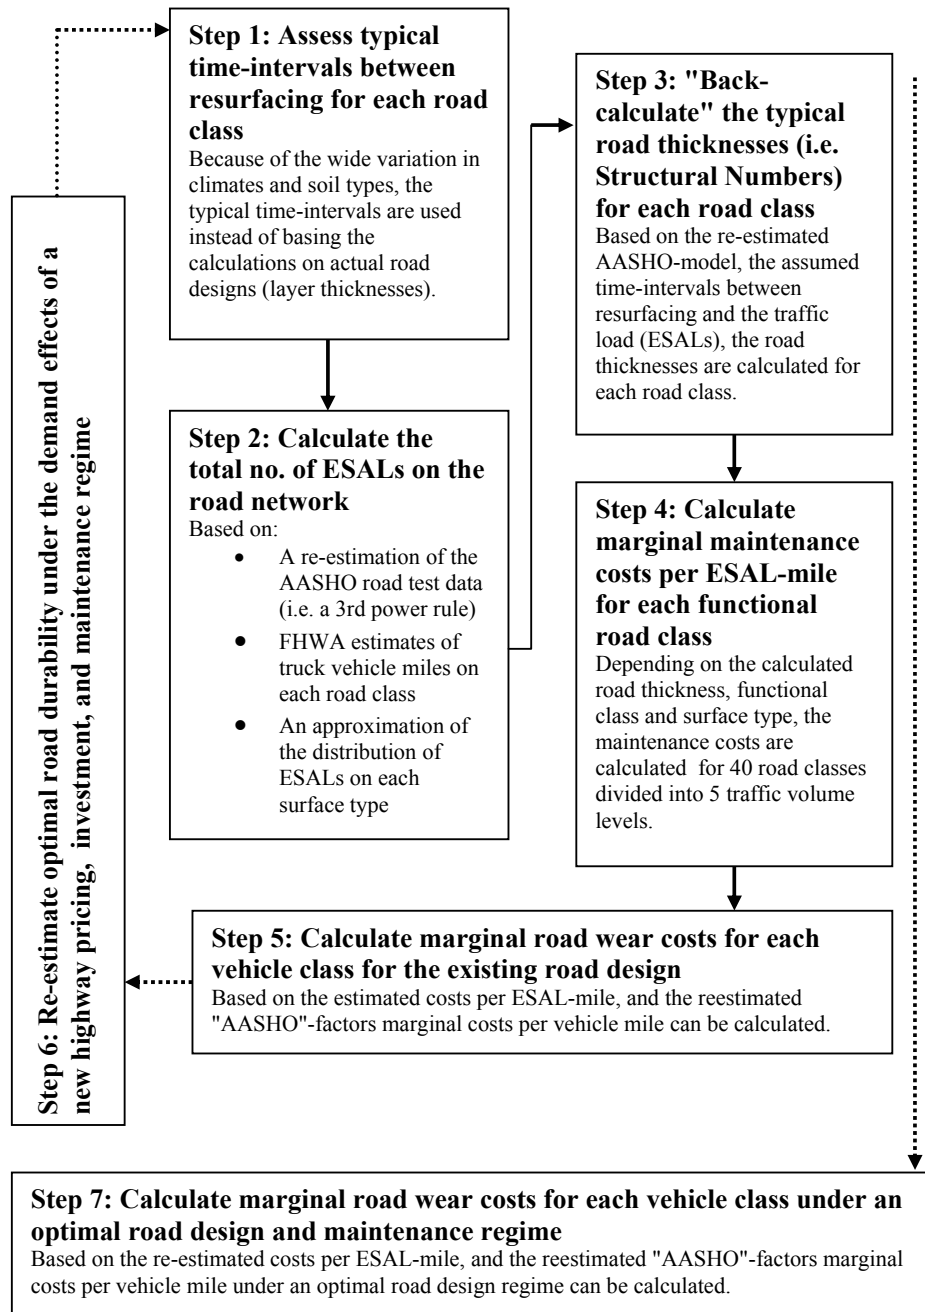 Step 1: Assess typical
time-intervals between
resurfacing for each road
class
Because of the wide variation in
climates and soil types, the
typical time-intervals are used
instead of basing the
calculations on actual road
designs (layer thicknesses).
Step 2: Calculate the
total no. of ESALs on the
road network
Based on:
• A re-estimation of the
AASHO road test data
(i.e. a 3rd power rule)
• FHWA estimates of
truck vehicle miles on
each road class
• An approximation of
the distribution of
ESALs on each
surface type
Step 3: "Back-
calculate" the typical
road thicknesses (i.e.
Structural Numbers)
for each road class
Based on the re-estimated
AASHO-model, the assumed
time-intervals between
resurfacing and the traffic
load (ESALs), the road
thicknesses are calculated for
each road class.
Step 4: Calculate
marginal maintenance
costs per ESAL-mile
for each functional
road class
Depending on the calculated
road thickness, functional
class and surface type, the
maintenance costs are
calculated for 40 road classes
divided into 5 traffic volume
levels.
Step 5: Calculate marginal road wear costs for each
vehicle class for the existing road design
Based on the estimated costs per ESAL-mile, and the reestimated
"AASHO"-factors marginal costs per vehicle mile can be calculated.
Step 6: Re-estimate optimal road durability under the demand effects of a
new highway pricing, investment, and maintenance regime
Step 7: Calculate marginal road wear costs for each vehicle class under an
optimal road design and maintenance regime
Based on the re-estimated costs per ESAL-mile, and the reestimated "AASHO"-factors marginal
costs per vehicle mile under an optimal road design regime can be calculated.